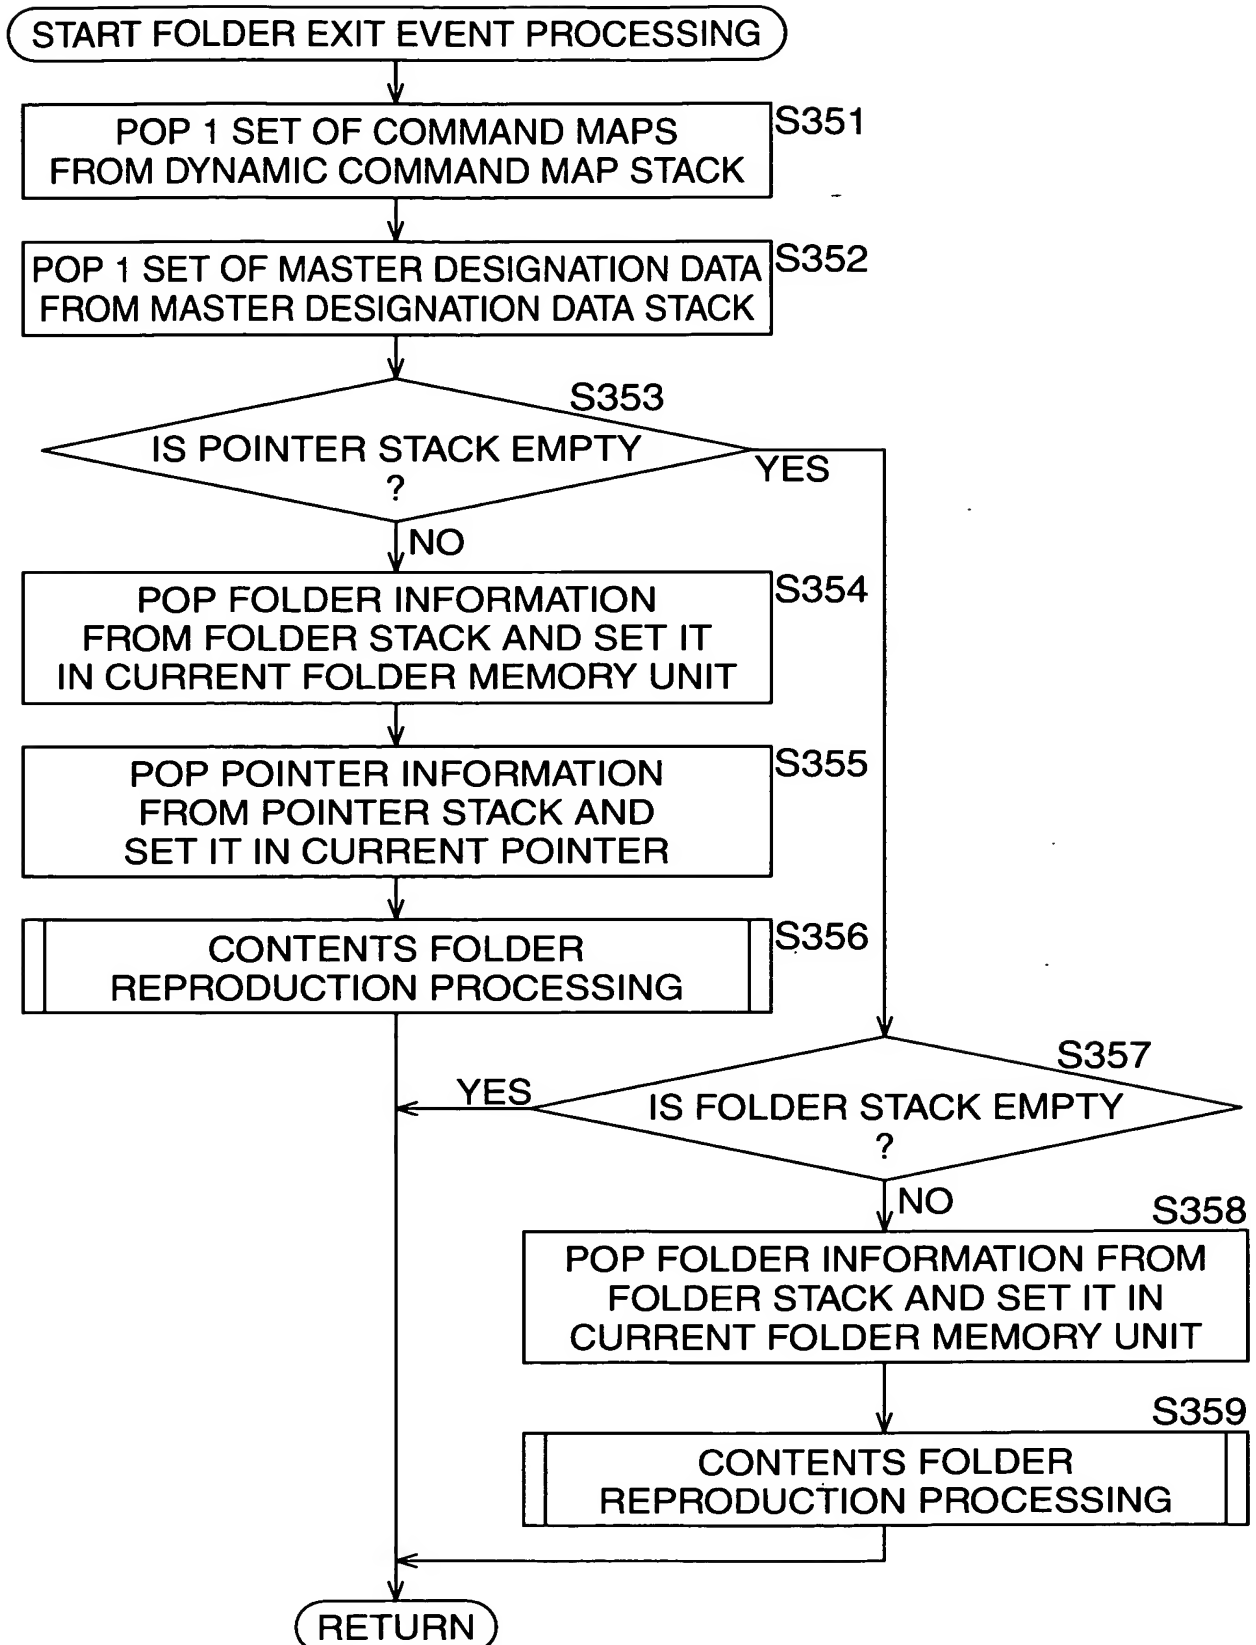 START FOLDER EXIT EVENT PROCESSING
S351
POP 1 SET OF COMMAND MAPS
FROM DYNAMIC COMMAND MAP STACK
S352
POP 1 SET OF MASTER DESIGNATION DATA
FROM MASTER DESIGNATION DATA STACK
S353
IS POINTER STACK EMPTY
?
YES
NO
S354
POP FOLDER INFORMATION
FROM FOLDER STACK AND SET IT
IN CURRENT FOLDER MEMORY UNIT
S355
POP POINTER INFORMATION
FROM POINTER STACK AND
SET IT IN CURRENT POINTER
S356
CONTENTS FOLDER
REPRODUCTION PROCESSING
S357
YES
IS FOLDER STACK EMPTY
?
NO
S358
POP FOLDER INFORMATION FROM
FOLDER STACK AND SET IT IN
CURRENT FOLDER MEMORY UNIT
S359
CONTENTS FOLDER
REPRODUCTION PROCESSING
RETURN